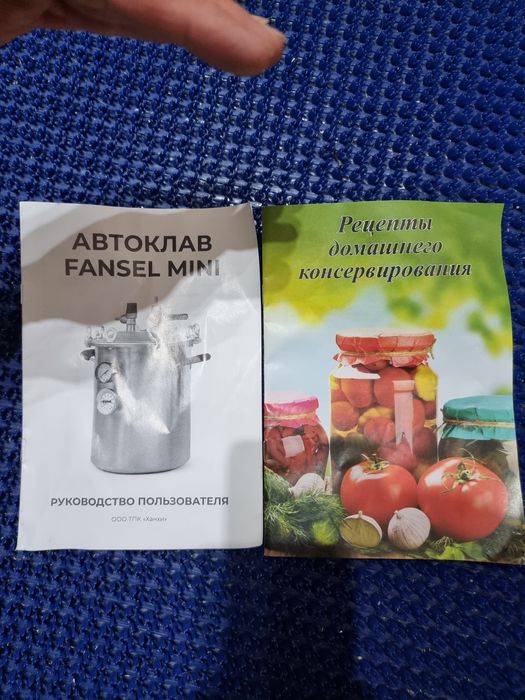 АВТОКЛАВ
FANSEL MINI
РУКОВОДСТВО ПОЛЬЗОВАТЕЛЯ
ООО ТПК «Ханхи»
Рецепты
домашнего
консервирования